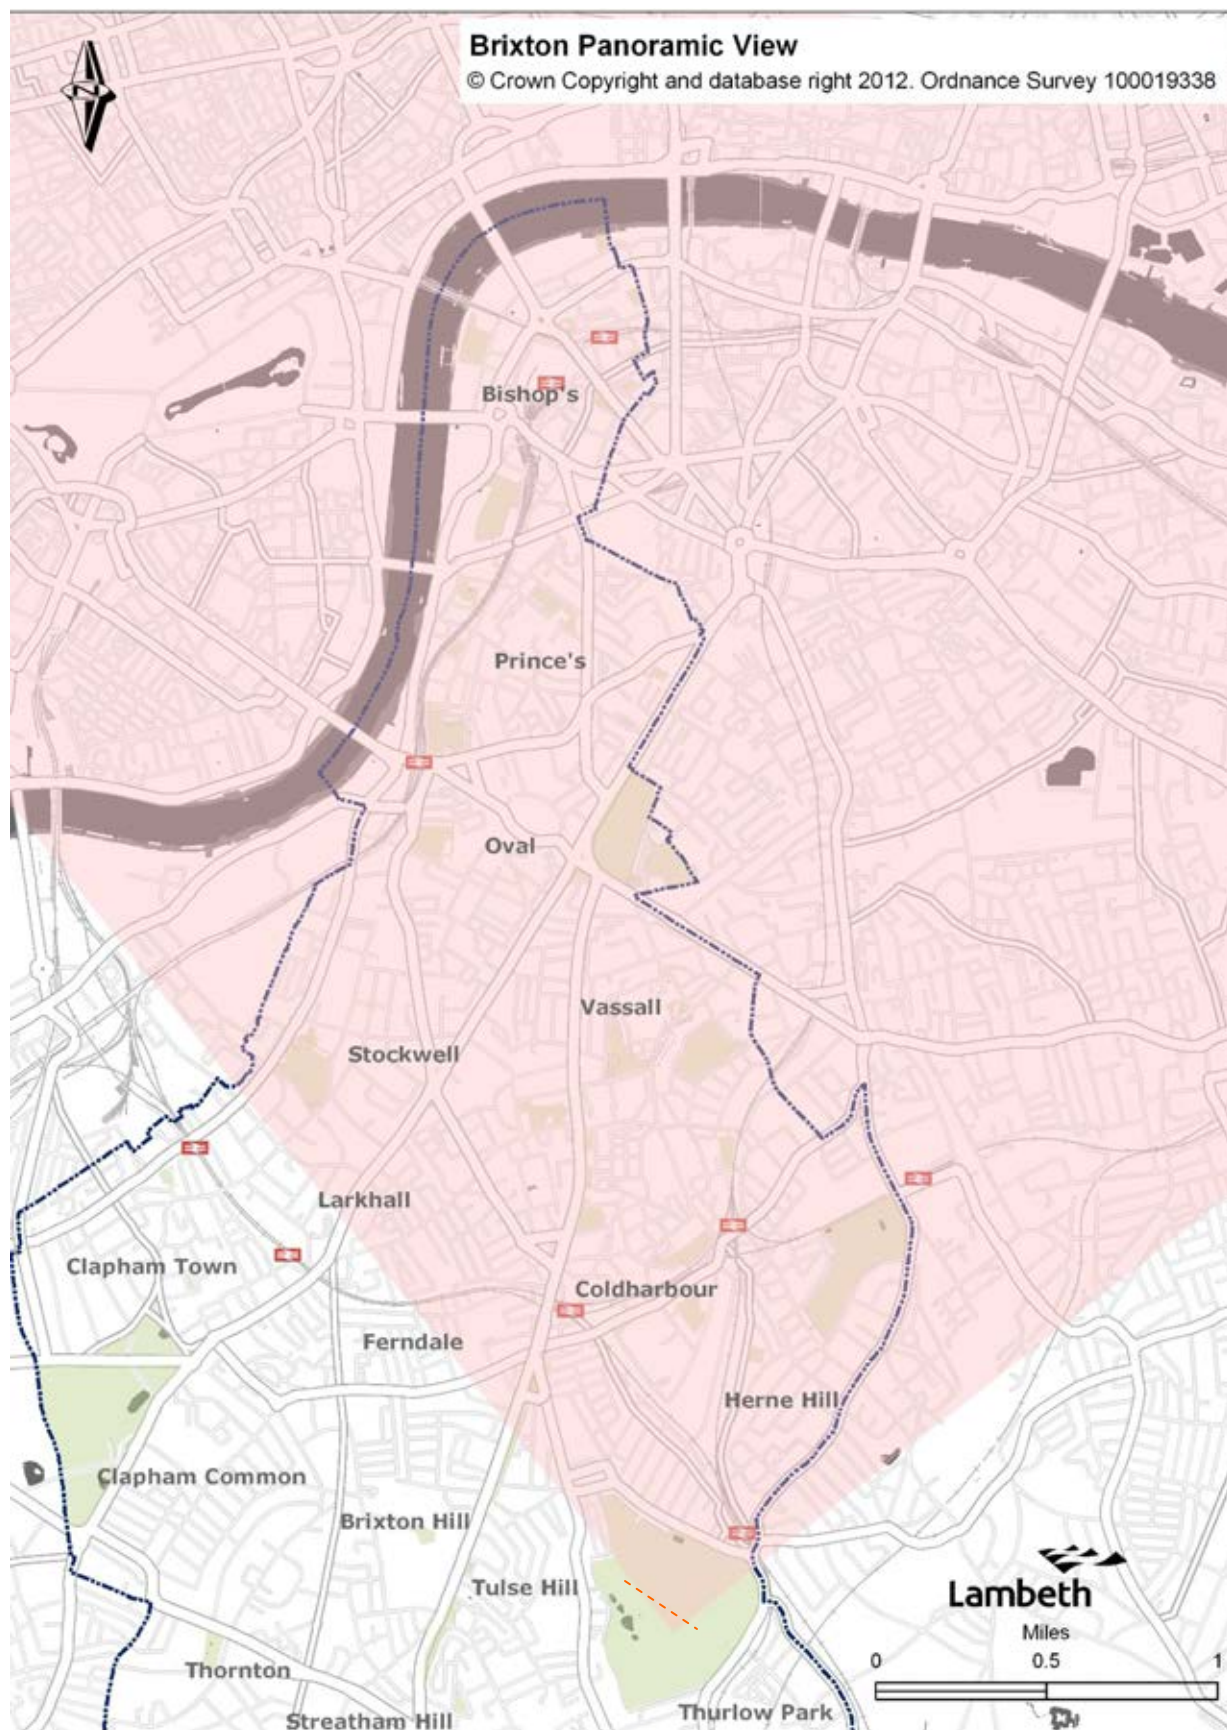 Brixton Panoramic View
© Crown Copyright and database right 2012. Ordnance Survey 100019338
N
Bishop's
Prince's
Oval
Vassall
Stockwell
Larkhall
Clapham Town
Coldharbour
Ferndale
Herne Hill
Clapham Common
Brixton Hill
Tulse Hill
Lambeth
Miles
0 0.5 1
Thornton
Thurlow Park
Streatham Hill